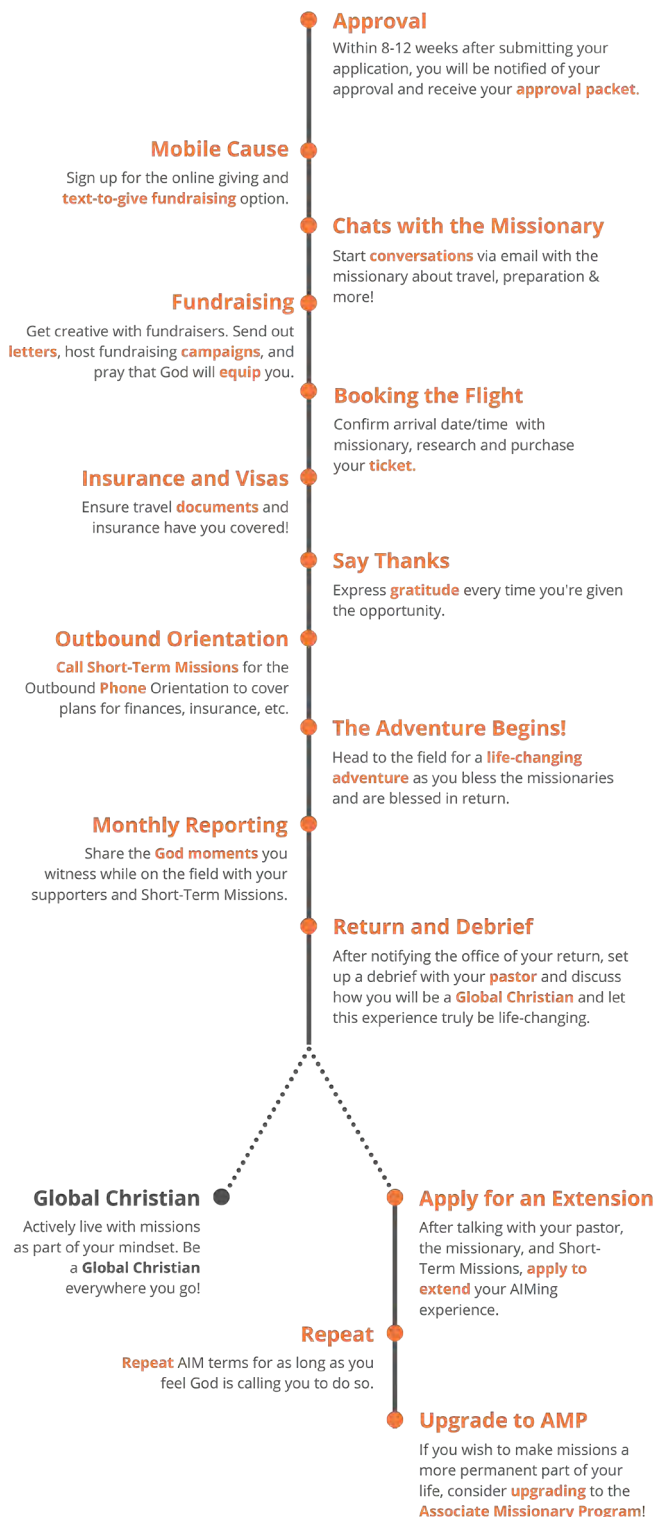 Approval
Within 8-12 weeks after submitting your
application, you will be notified of your
approval and receive your approval packet.
Mobile Cause
Sign up for the online giving and
text-to-give fundraising option.
Chats with the Missionary
Start conversations via email with the
missionary about travel, preparation &
more!
Fundraising
Get creative with fundraisers. Send out
letters, host fundraising campaigns, and
pray that God will equip you.
Booking the Flight
Confirm arrival date/time with
missionary, research and purchase
your ticket.
Insurance and Visas
Ensure travel documents and
insurance have you covered!
Say Thanks
Express gratitude every time you're given
the opportunity.
Outbound Orientation
Call Short-Term Missions for the
Outbound Phone Orientation to cover
plans for finances, insurance, etc.
The Adventure Begins!
Head to the field for a life-changing
adventure as you bless the missionaries
and are blessed in return.
Monthly Reporting
Share the God moments you
witness while on the field with your
supporters and Short-Term Missions.
Return and Debrief
After notifying the office of your return, set
up a debrief with your pastor and discuss
how you will be a Global Christian and let
this experience truly be life-changing.
Global Christian
Actively live with missions
as part of your mindset. Be
a Global Christian
everywhere you go!
Apply for an Extension
After talking with your pastor,
the missionary, and Short-
Term Missions, apply to
extend your AIMing
experience.
Repeat
Repeat AIM terms for as long as you
feel God is calling you to do so.
Upgrade to AMP
If you wish to make missions a
more permanent part of your
life, consider upgrading to the
Associate Missionary Program!